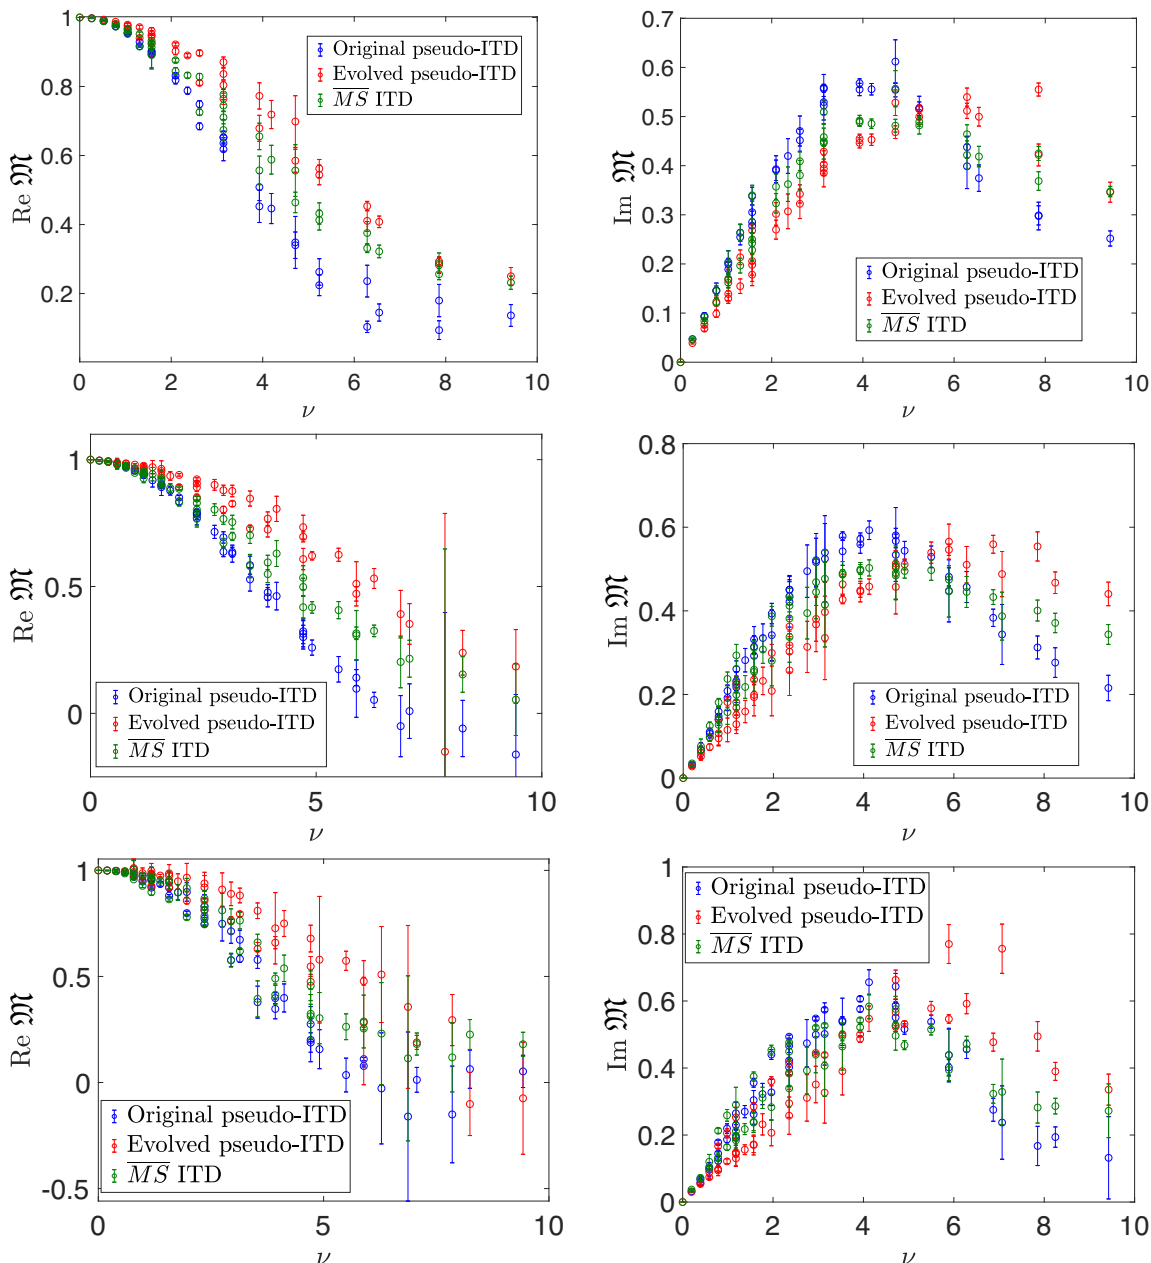 Re 𝔐
1
0.8
0.6
0.4
0.2
0 2 4 6 8 10
ν
Original pseudo-ITD
Evolved pseudo-ITD
M̅S̅ ITD
Im 𝔐
0.7
0.6
0.5
0.4
0.3
0.2
0.1
0
0 2 4 6 8 10
ν
Original pseudo-ITD
Evolved pseudo-ITD
M̅S̅ ITD
Re 𝔐
1
0.5
0
0 5 10
ν
Original pseudo-ITD
Evolved pseudo-ITD
M̅S̅ ITD
Im 𝔐
0.8
0.6
0.4
0.2
0
0 2 4 6 8 10
ν
Original pseudo-ITD
Evolved pseudo-ITD
M̅S̅ ITD
Re 𝔐
1
0.5
0
-0.5
0 5 10
ν
Original pseudo-ITD
Evolved pseudo-ITD
M̅S̅ ITD
Im 𝔐
1
0.8
0.6
0.4
0.2
0
0 2 4 6 8 10
ν
Original pseudo-ITD
Evolved pseudo-ITD
M̅S̅ ITD